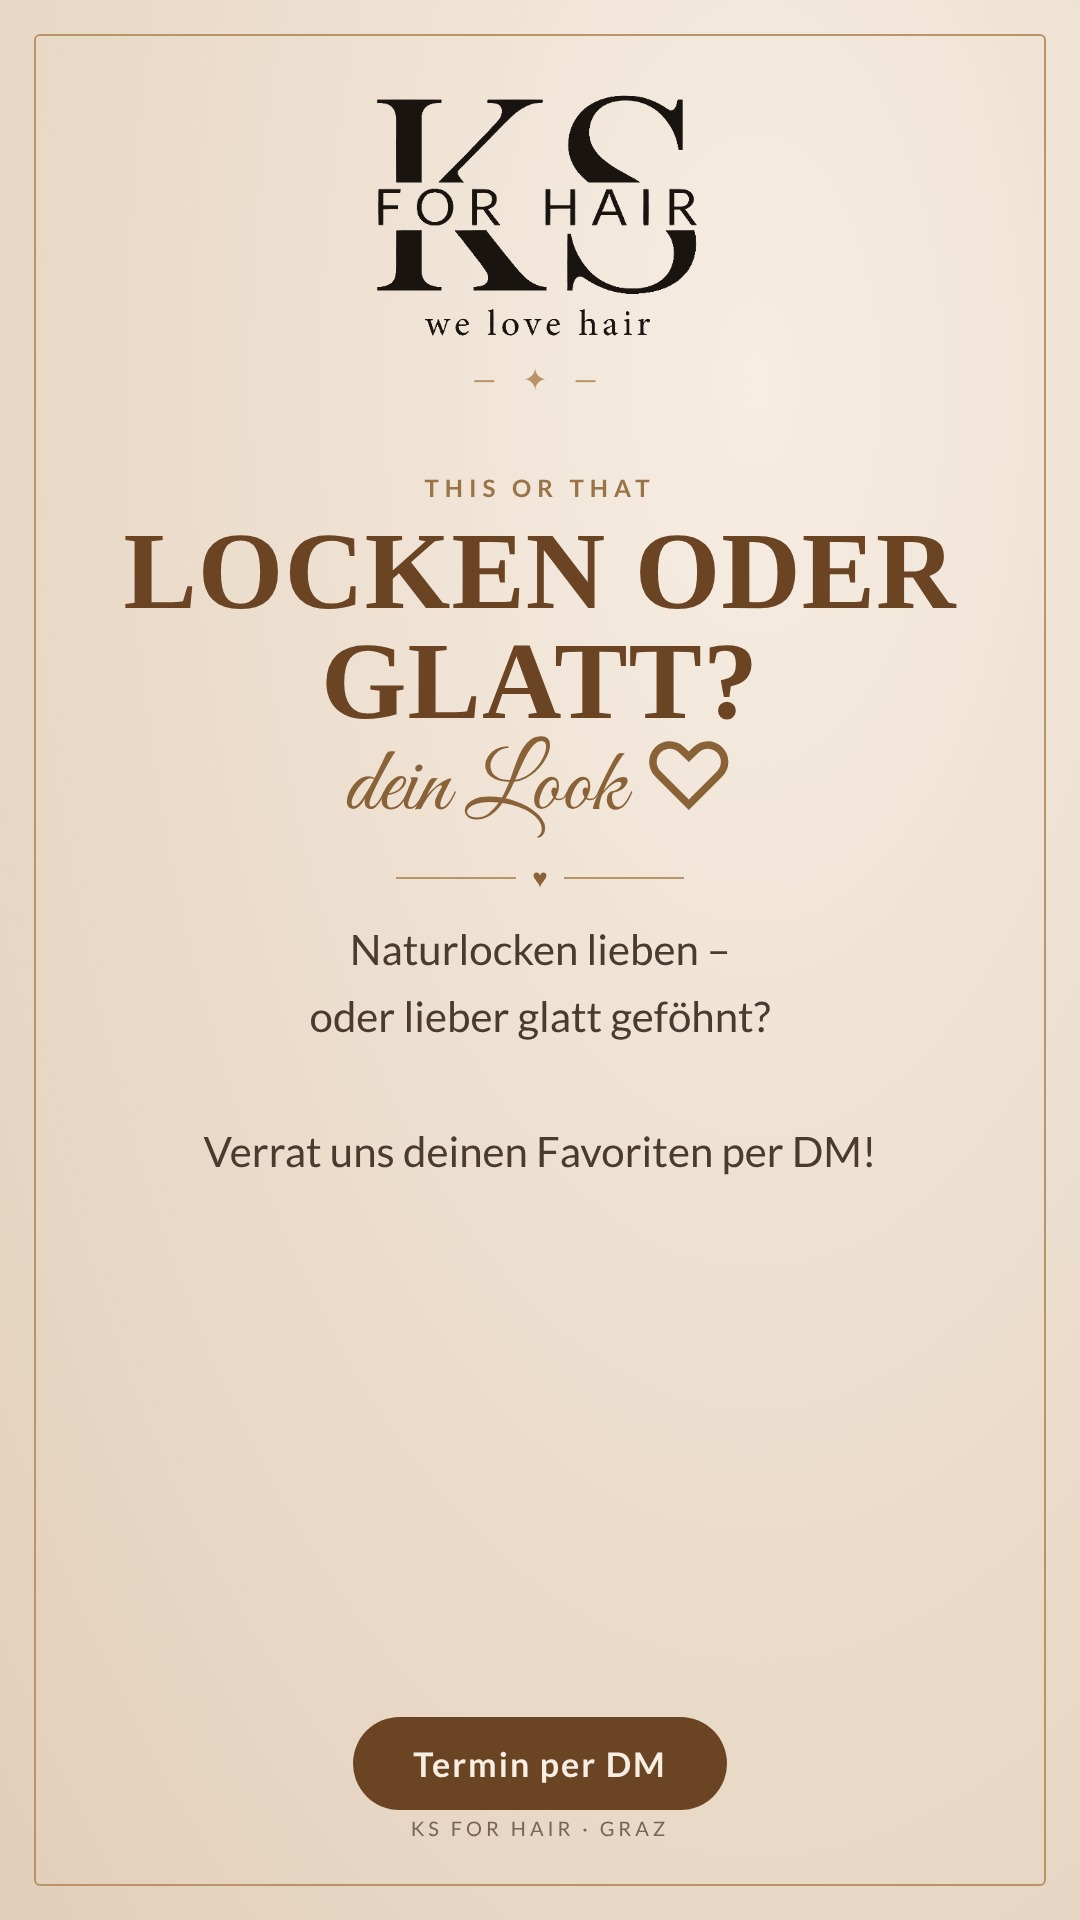 KS
FOR HAIR
we love hair
THIS OR THAT
LOCKEN ODER
GLATT?
dein Look ♡
Naturlocken lieben –
oder lieber glatt geföhnt?
Verrat uns deinen Favoriten per DM!
Termin per DM
KS FOR HAIR · GRAZ